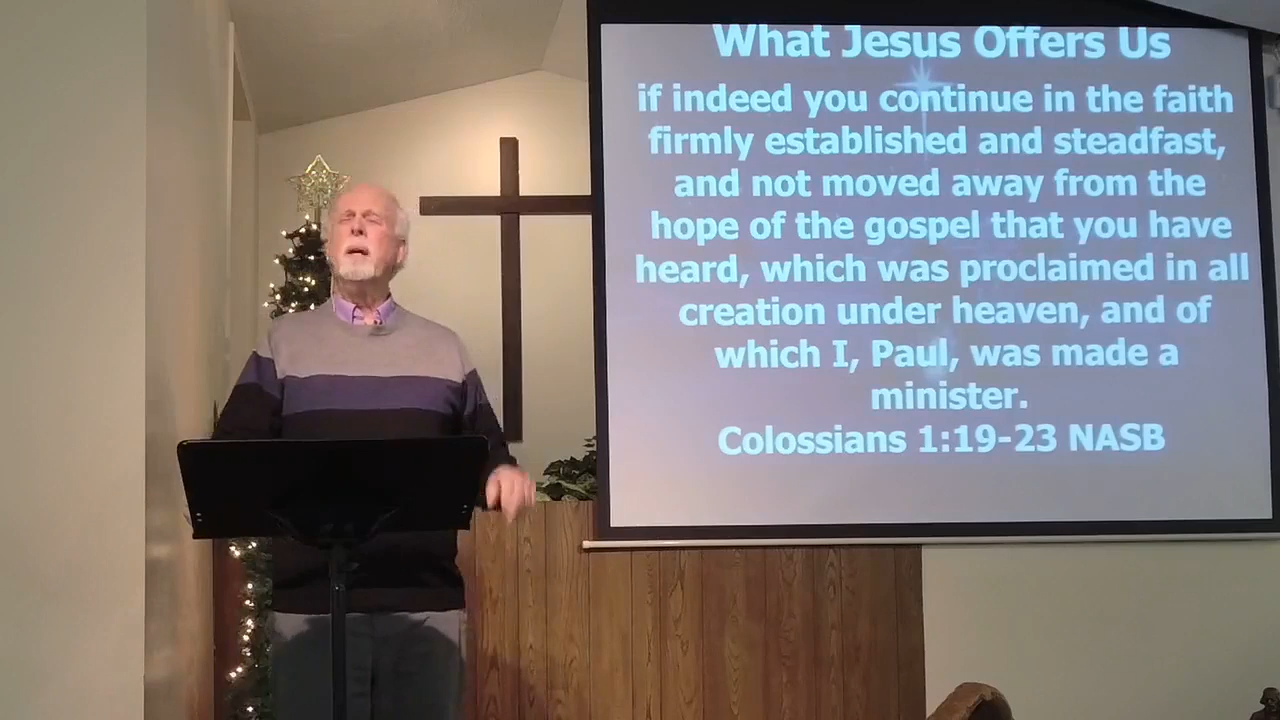 What Jesus Offers Us
if indeed you continue in the faith
firmly established and steadfast,
and not moved away from the
hope of the gospel that you have
heard, which was proclaimed in all
creation under heaven, and of
which I, Paul, was made a
minister.
Colossians 1:19-23 NASB